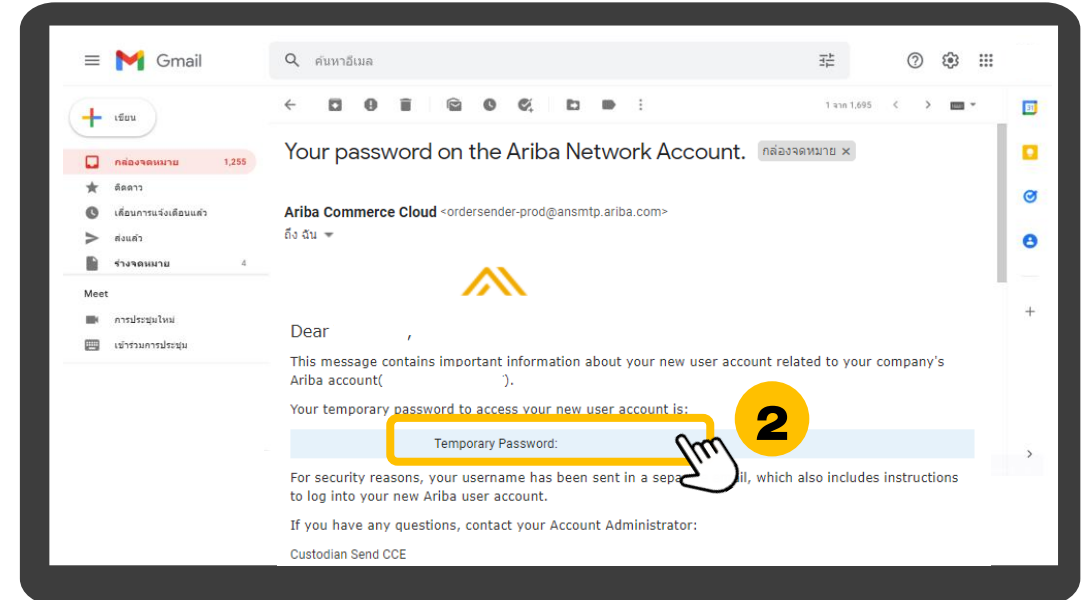 Gmail
ค้นหาอีเมล
เขียน
1 จาก 1,695
31
กล่องจดหมาย 1,255
ติดดาว
เลื่อนการแจ้งเตือนแล้ว
ส่งแล้ว
ร่างจดหมาย 4
Meet
การประชุมใหม่
เข้าร่วมการประชุม
Your password on the Ariba Network Account. กล่องจดหมาย ×
Ariba Commerce Cloud <ordersender-prod@ansmtp.ariba.com>
ถึง ฉัน
Dear ,
This message contains important information about your new user account related to your company's
Ariba account( ).
Your temporary password to access your new user account is:
Temporary Password:
2
For security reasons, your username has been sent in a sepa il, which also includes instructions
to log into your new Ariba user account.
If you have any questions, contact your Account Administrator:
Custodian Send CCE